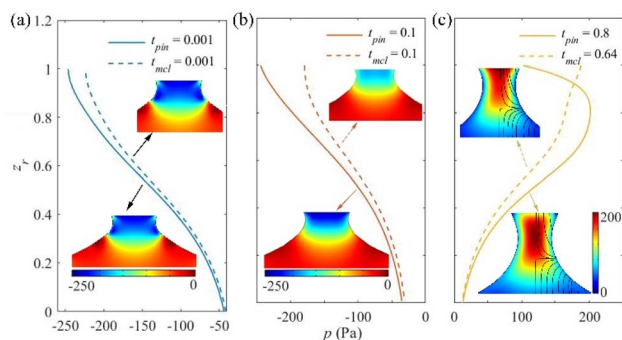 (a)
t_pin = 0.001
t_mcl = 0.001
1.2
1
0.8
0.6
0.4
0.2
0
z_r
-250
0
-250 -200 -150 -100 -50
(b)
t_pin = 0.1
t_mcl = 0.1
-250
0
-200 -100 0
p (Pa)
(c)
t_pin = 0.8
t_mcl = 0.64
200
0
0 100 200